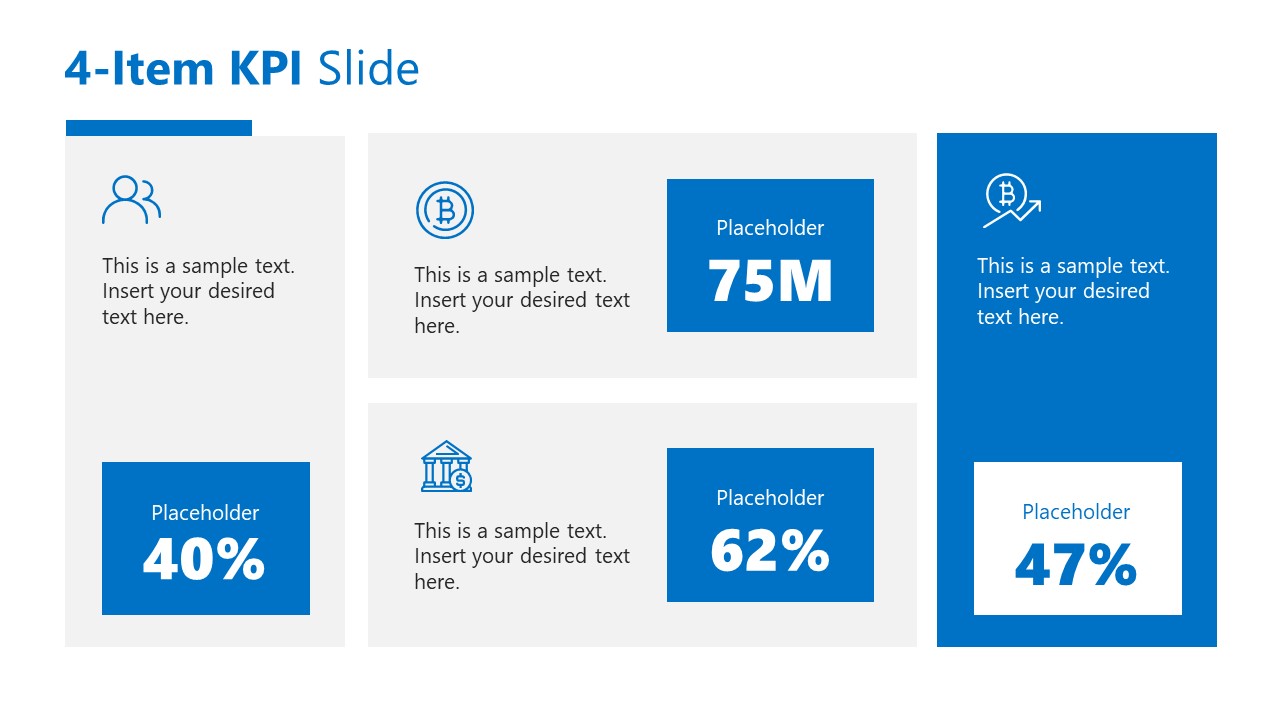 4-Item KPI Slide
This is a sample text.
Insert your desired
text here.
Placeholder
40%
This is a sample text.
Insert your desired text
here.
Placeholder
75M
This is a sample text.
Insert your desired text
here.
Placeholder
62%
This is a sample text.
Insert your desired
text here.
Placeholder
47%